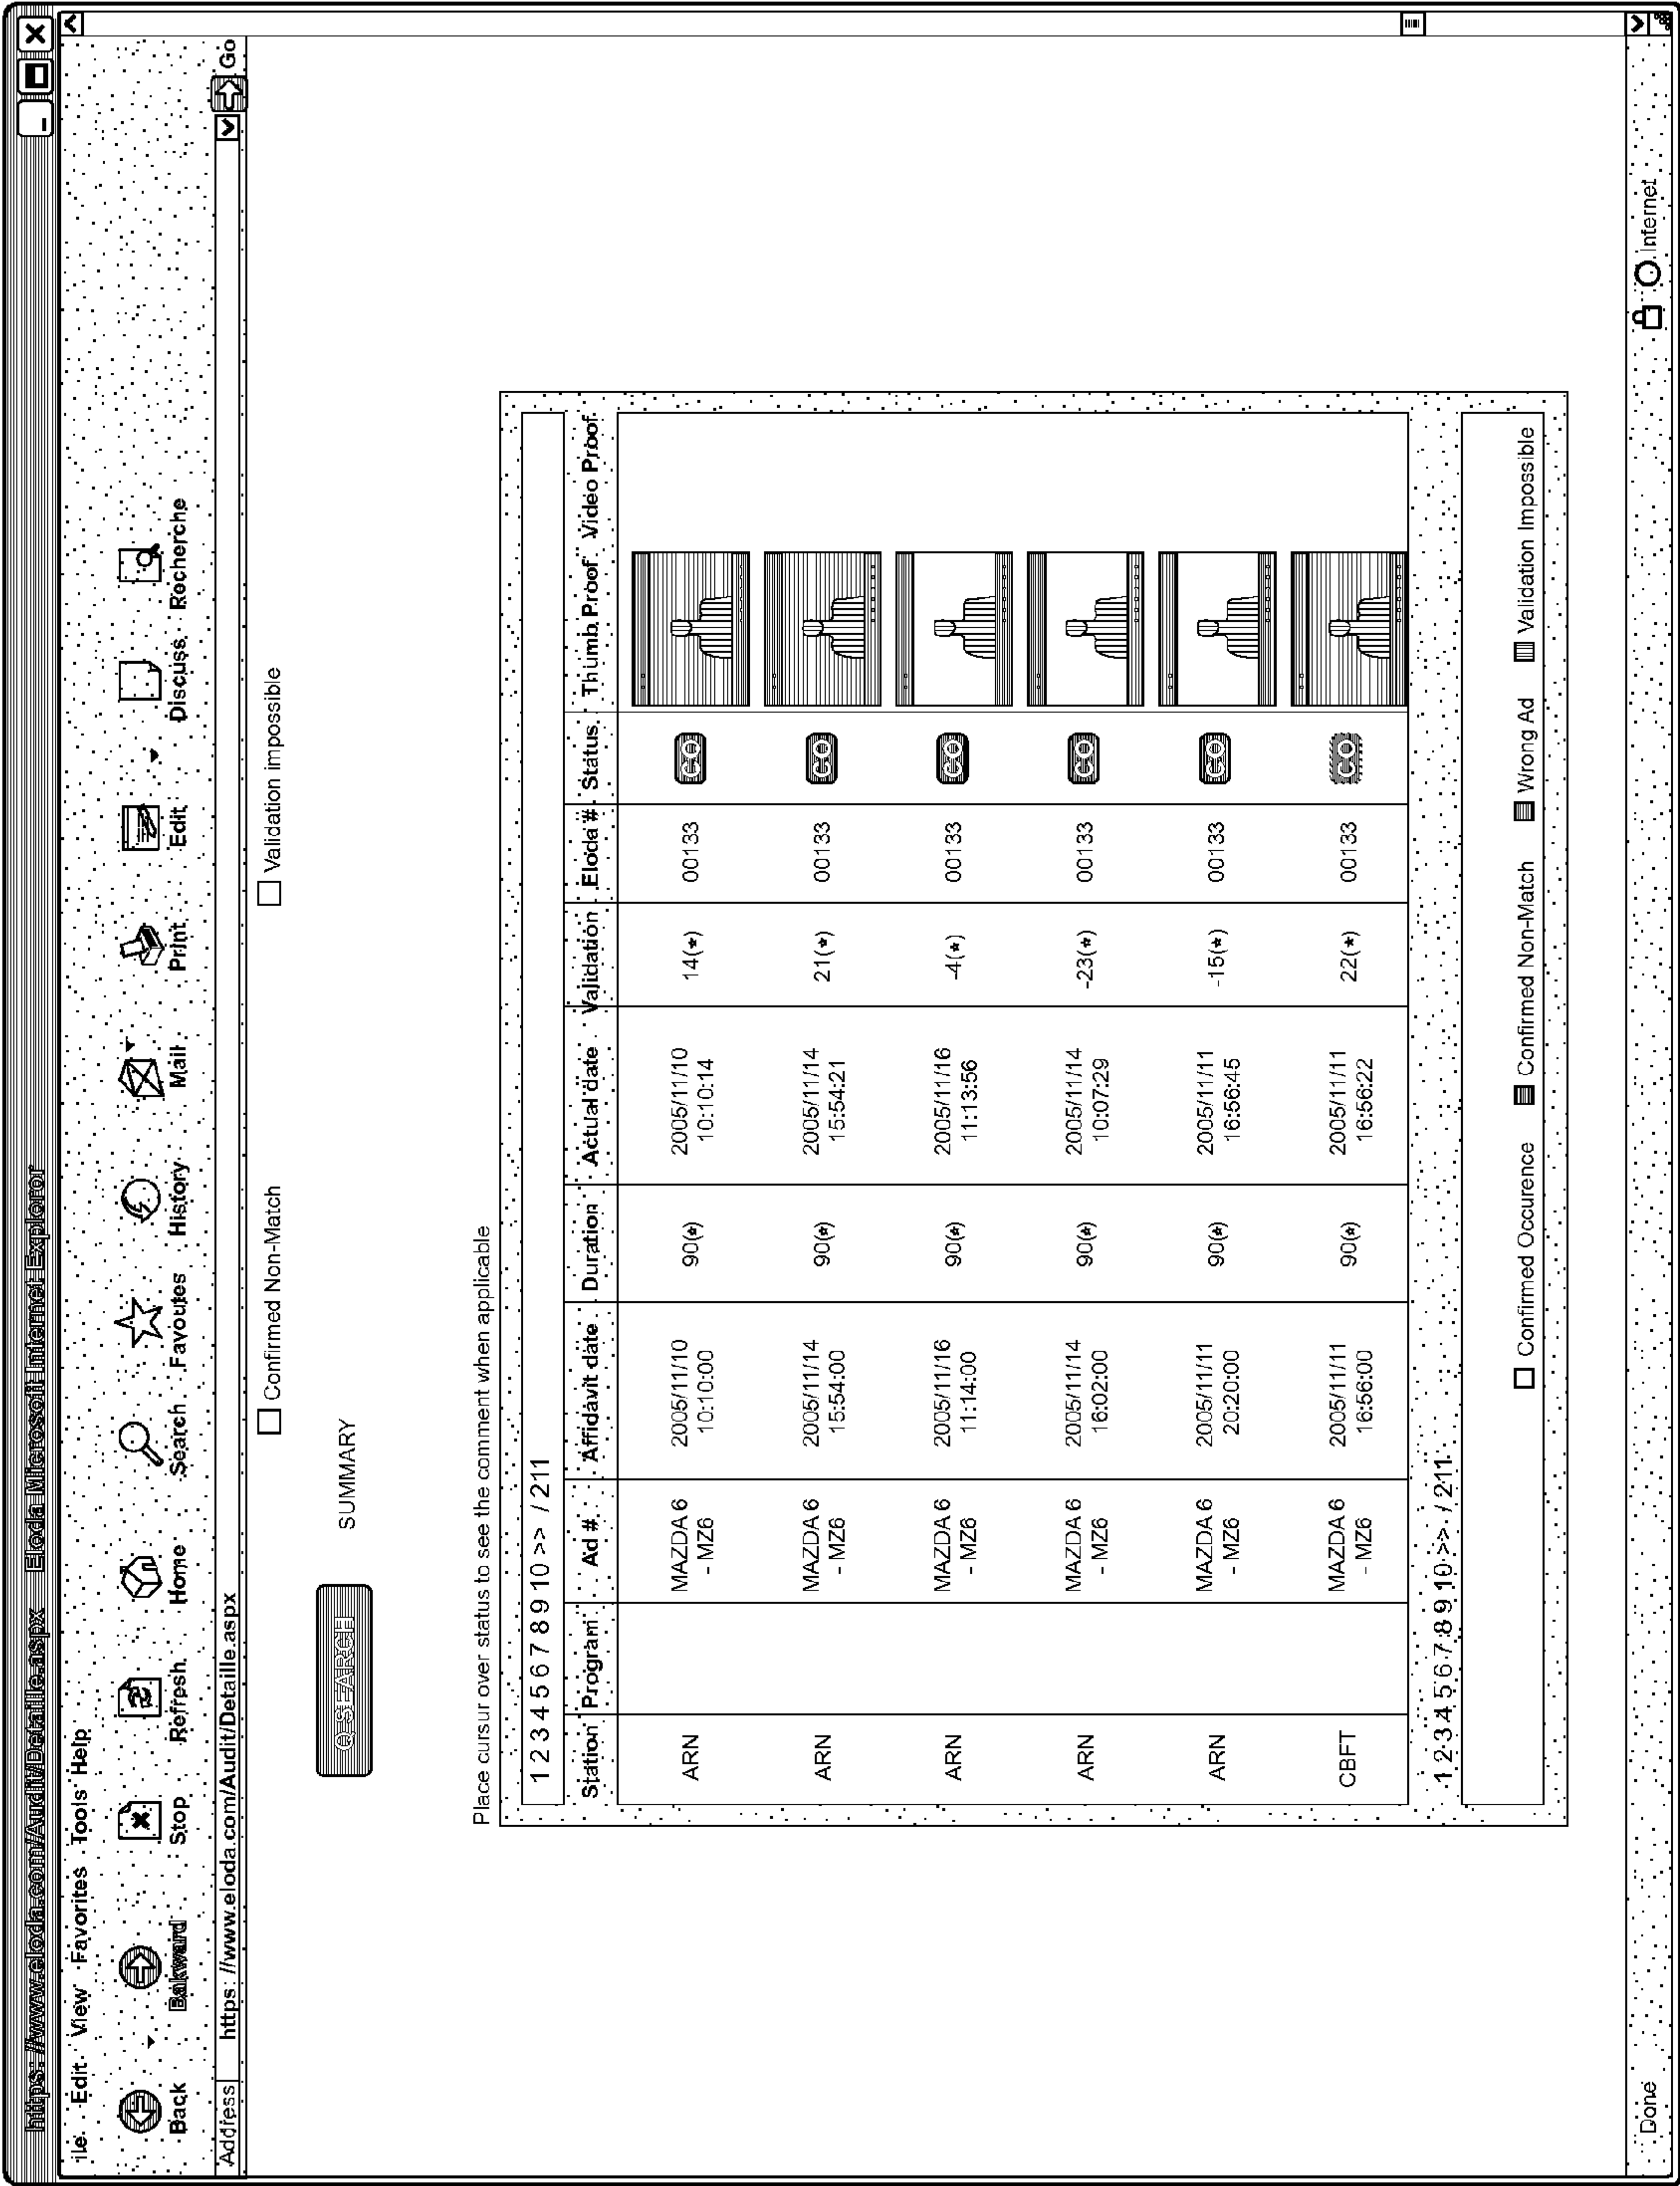 https: //www.eloda.com/Audit/Detaille.aspx Eloda Microsoft Internet Exploror
ile Edit View Favorites Tools Help
Back Bakward Stop Refresh Home Search Favoutes History Mail Print Edit Discuss Recherche
Address https: //www.eloda.com/Audit/Detaille.aspx Go
Confirmed Non-Match Validation impossible
Q-SEARCH SUMMARY
Place cursur over status to see the comment when applicable
1 2 3 4 5 6 7 8 9 10 >> / 211
Station Program Ad # Affidavit date Duration Actual date Validation Eloda # Status Thumb Proof Video Proof
ARN MAZDA 6 2005/11/10 90(*) 2005/11/10 14(*) 00133 CO
- MZ6 10:10:00 10:10:14
ARN MAZDA 6 2005/11/14 90(*) 2005/11/14 21(*) 00133 CO
- MZ6 15:54:00 15:54:21
ARN MAZDA 6 2005/11/16 90(*) 2005/11/16 -4(*) 00133 CO
- MZ6 11:14:00 11:13:56
ARN MAZDA 6 2005/11/14 90(*) 2005/11/14 -23(*) 00133 CO
- MZ6 16:02:00 10:07:29
ARN MAZDA 6 2005/11/11 90(*) 2005/11/11 -15(*) 00133 CO
- MZ6 20:20:00 16:56:45
CBFT MAZDA 6 2005/11/11 90(*) 2005/11/11 22(*) 00133 CO
- MZ6 16:56:00 16:56:22
1 2 3 4 5 6 7 8 9 10 >> / 211
Confirmed Occurence Confirmed Non-Match Wrong Ad Validation Impossible
Done Internet